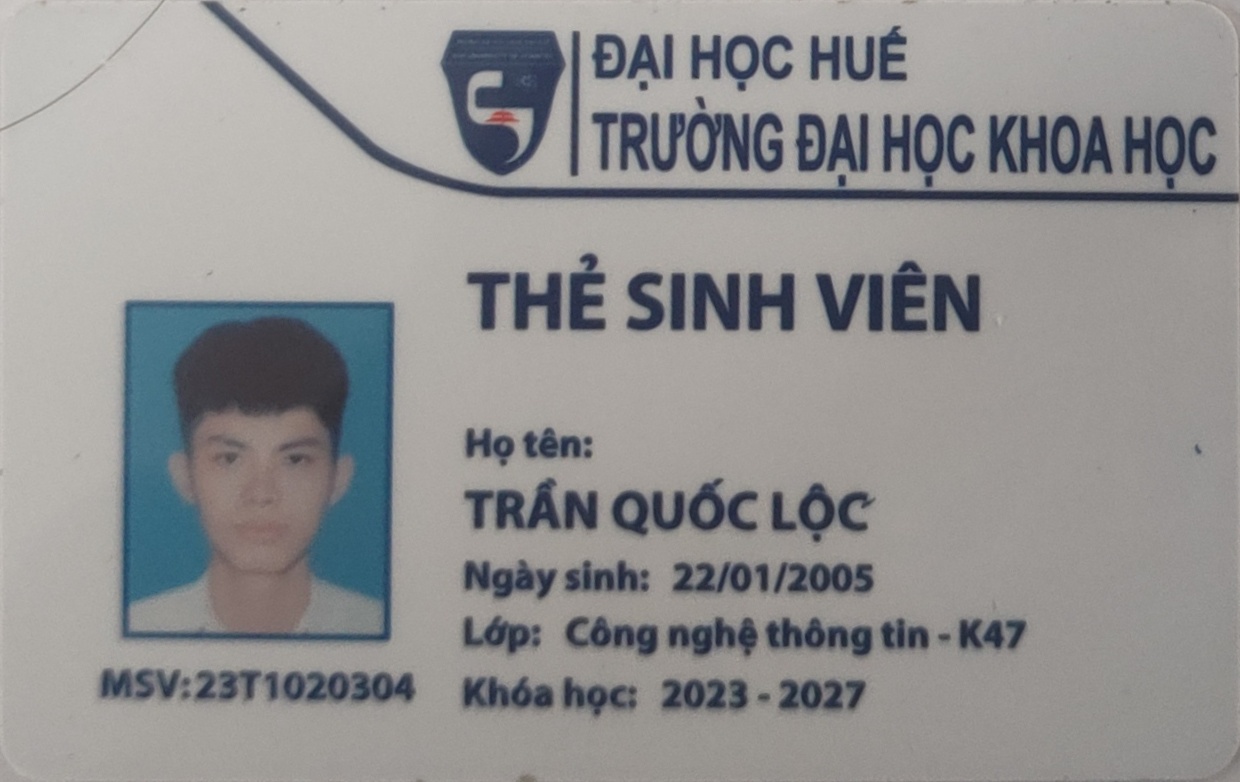 ĐẠI HỌC HUẾ
TRƯỜNG ĐẠI HỌC KHOA HỌC
THẺ SINH VIÊN
Họ tên:
TRẦN QUỐC LỘC
Ngày sinh: 22/01/2005
Lớp: Công nghệ thông tin - K47
MSV:23T1020304
Khóa học: 2023 - 2027